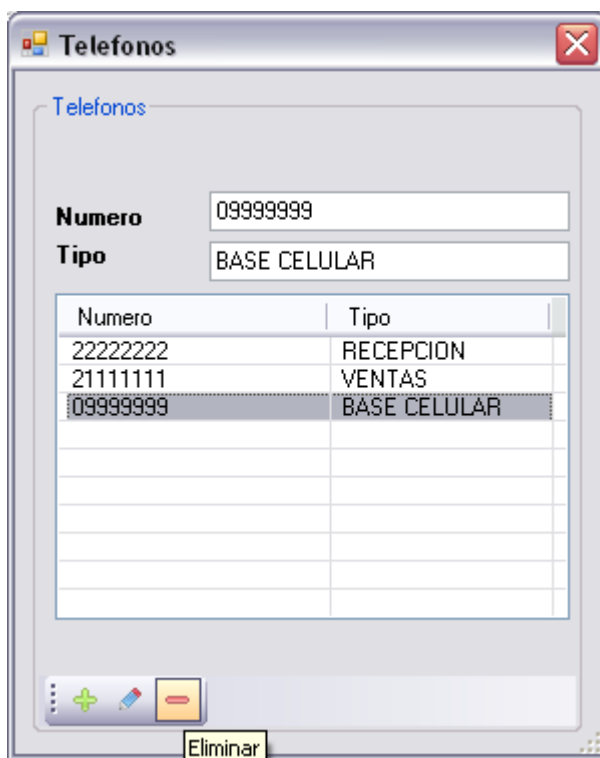 Telefonos
Telefonos
Numero 09999999
Tipo BASE CELULAR
Numero Tipo
22222222 RECEPCION
21111111 VENTAS
09999999 BASE CELULAR
Eliminar